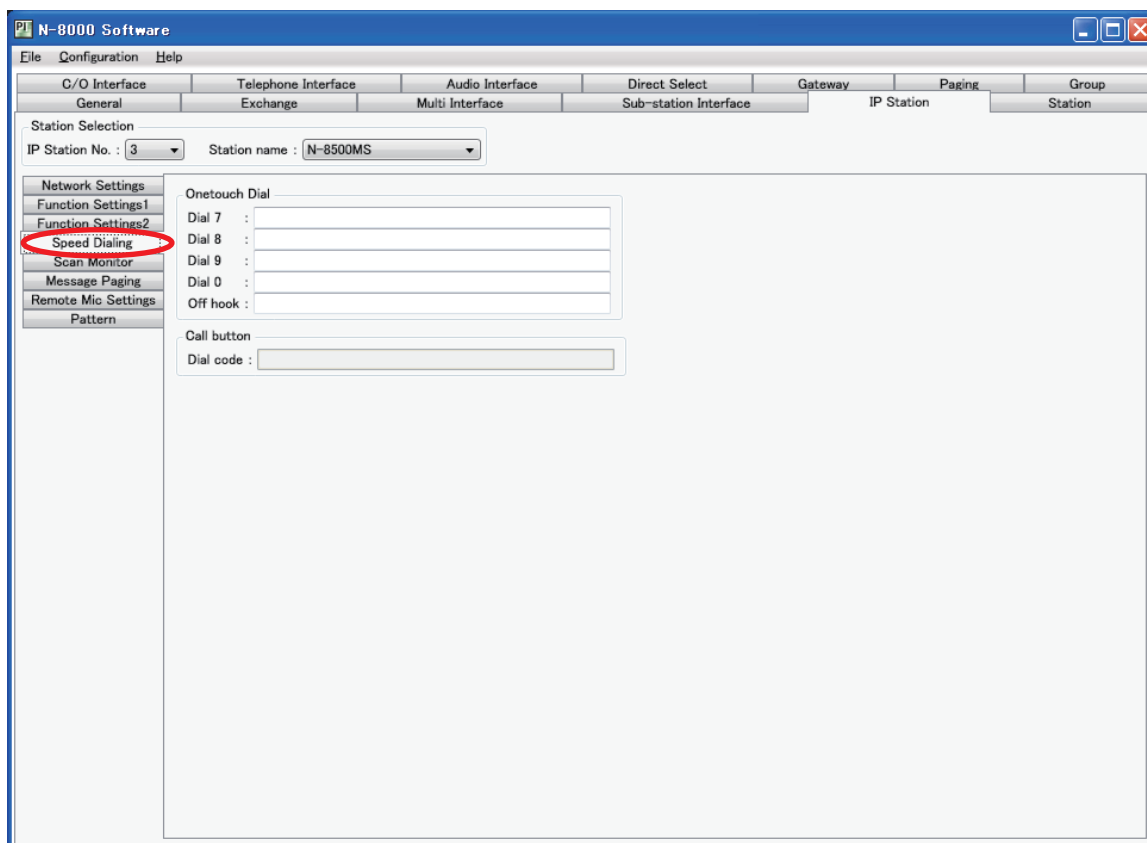 N-8000 Software
File Configuration Help
C/O Interface Telephone Interface Audio Interface Direct Select Gateway Paging Group
General Exchange Multi Interface Sub-station Interface IP Station Station
Station Selection
IP Station No. : 3 Station name : N-8500MS
Network Settings
Function Settings1
Function Settings2
Speed Dialing
Scan Monitor
Message Paging
Remote Mic Settings
Pattern
Onetouch Dial
Dial 7 :
Dial 8 :
Dial 9 :
Dial 0 :
Off hook :
Call button
Dial code :